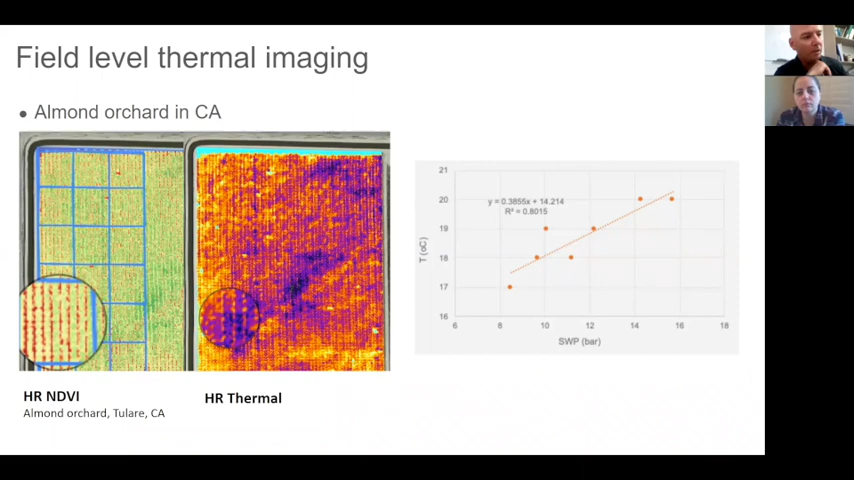 Field level thermal imaging
• Almond orchard in CA
HR NDVI
Almond orchard, Tulare, CA
HR Thermal
21
20
19
18
17
16
T (oC)
y = 0.3855x + 14.214
R² = 0.8015
6 8 10 12 14 16 18
SWP (bar)